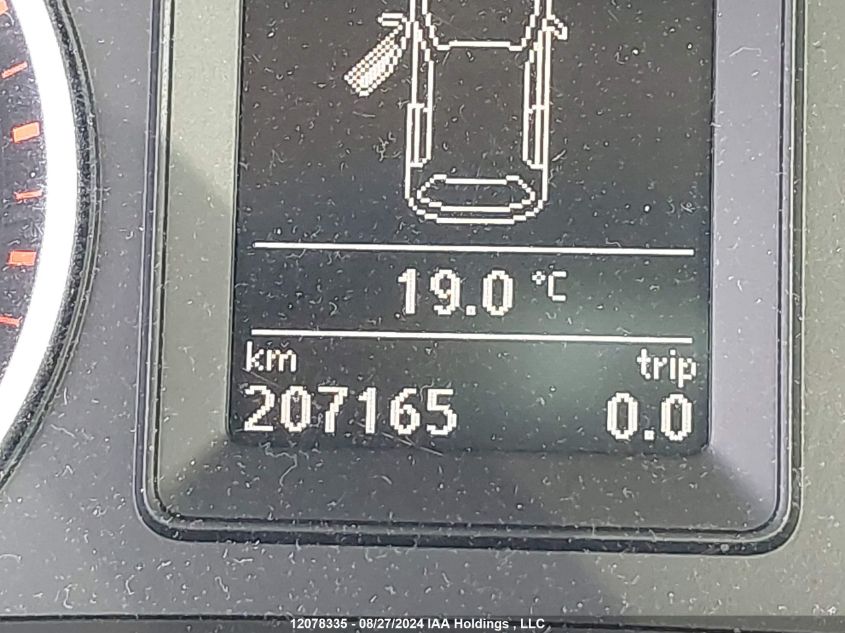 19.0 °C
km trip
207165 0.0
12078335 - 08/27/2024 IAA Holdings , LLC